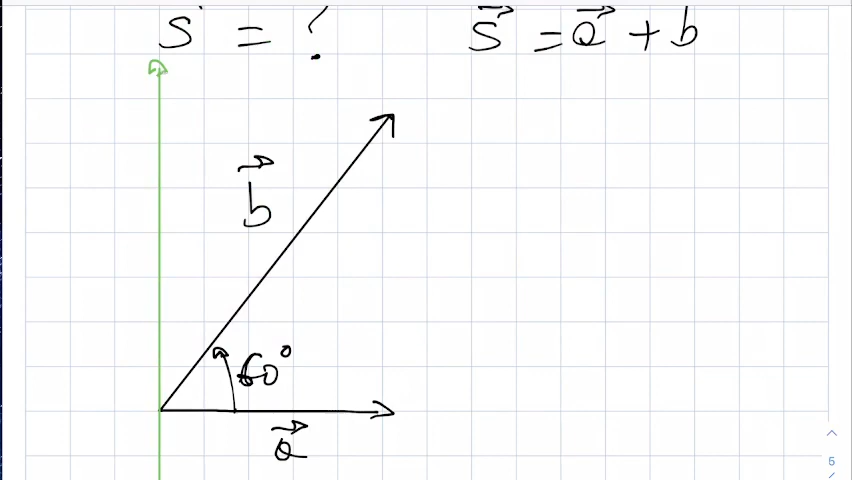 s⃗ = ?
s⃗ = a⃗ + b
b⃗
60°
a⃗
5